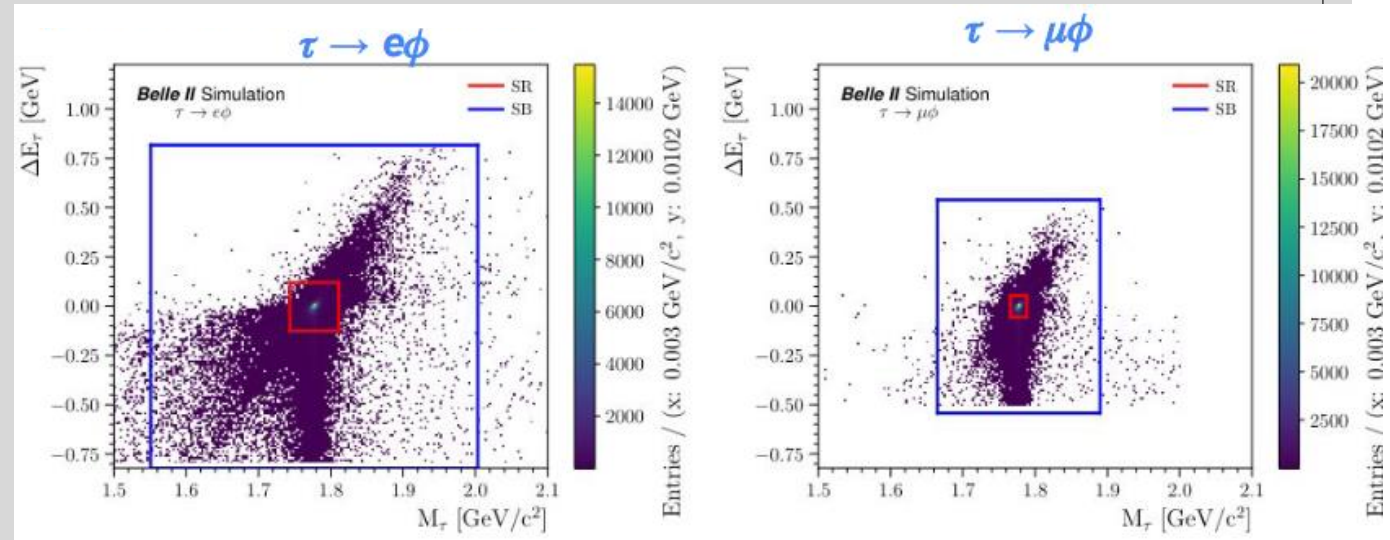 τ → eϕ
τ → μϕ
ΔE_τ [GeV]
Belle II Simulation
τ → eϕ
SR
SB
1.00
0.75
0.50
0.25
0.00
−0.25
−0.50
−0.75
1.5 1.6 1.7 1.8 1.9 2.0 2.1
M_τ [GeV/c²]
14000
12000
10000
8000
6000
4000
2000
Entries / (x: 0.003 GeV/c², y: 0.0102 GeV)
ΔE_τ [GeV]
Belle II Simulation
τ → μϕ
SR
SB
1.00
0.75
0.50
0.25
0.00
−0.25
−0.50
−0.75
1.5 1.6 1.7 1.8 1.9 2.0 2.1
M_τ [GeV/c²]
20000
17500
15000
12500
10000
7500
5000
2500
Entries / (x: 0.003 GeV/c², y: 0.0102 GeV)